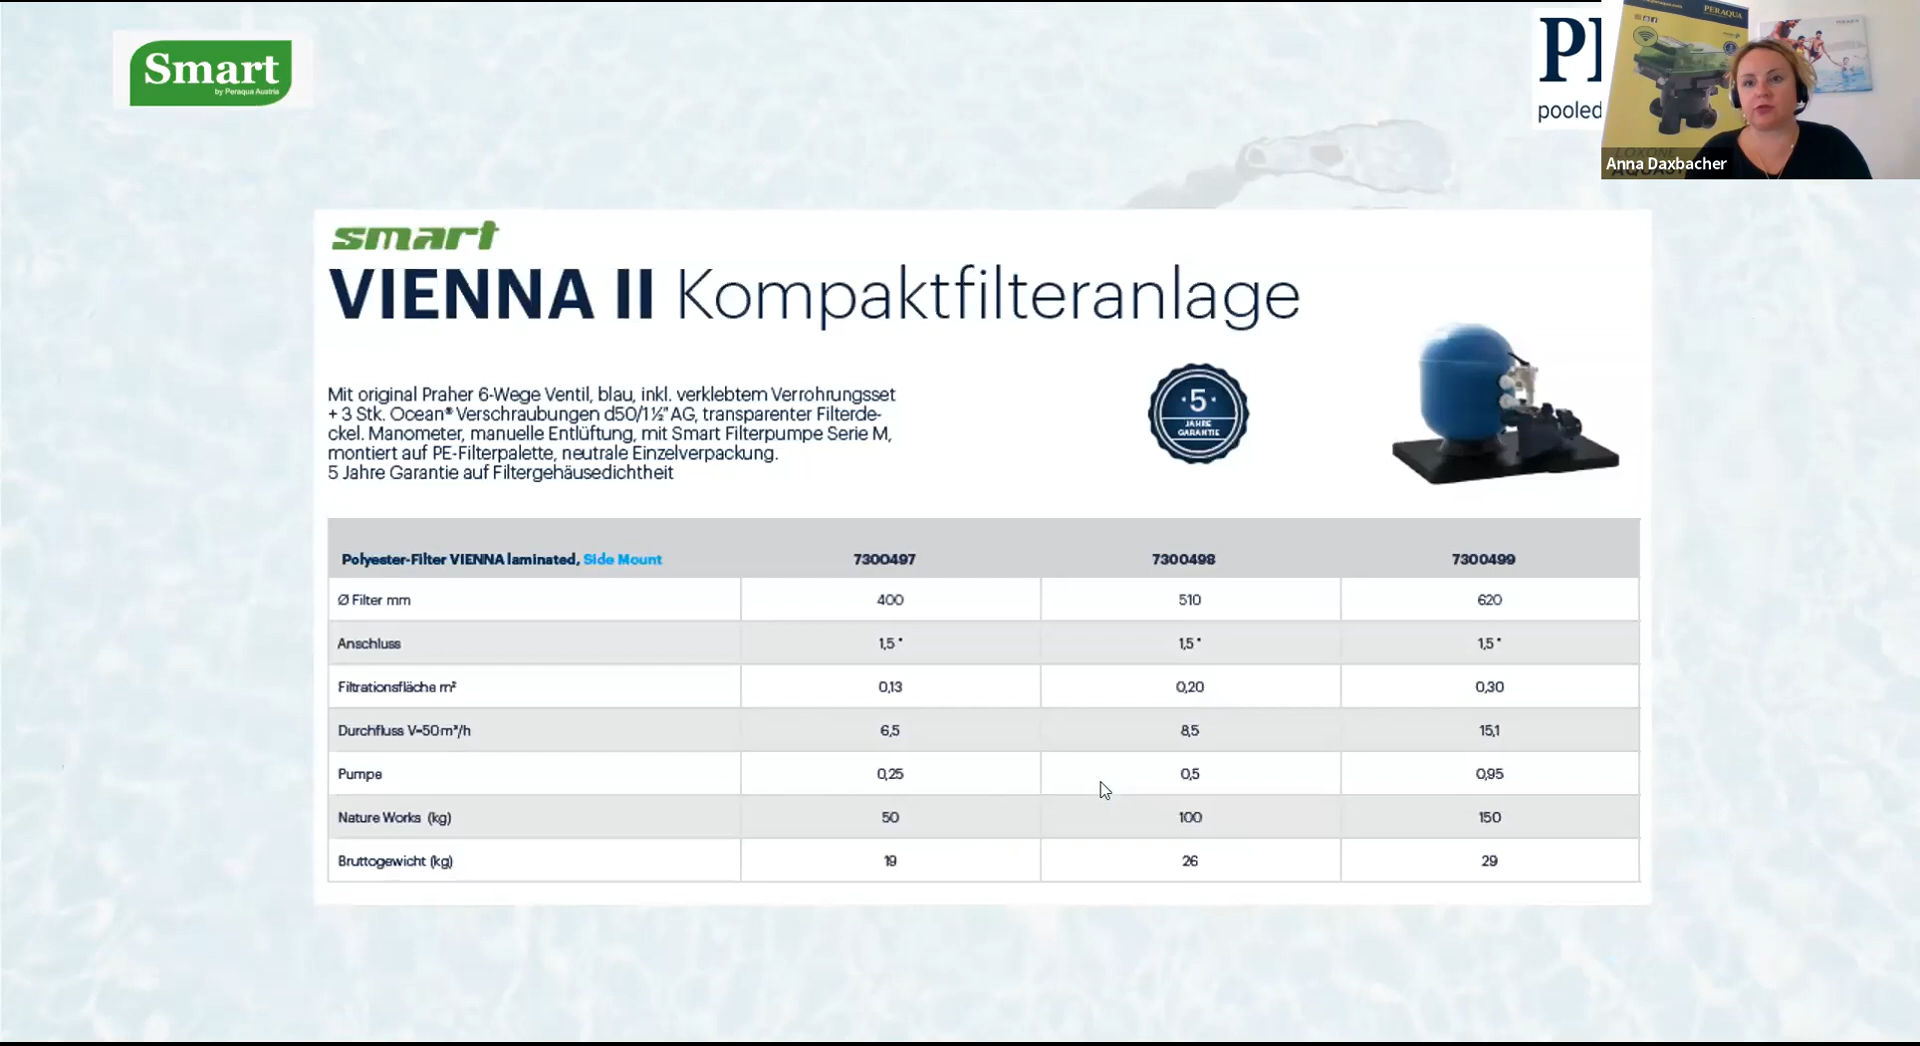 Smart
by Peraqua Austria
pooled
PERAQUA
Anna Daxbacher
smart
VIENNA II Kompaktfilteranlage
Mit original Praher 6-Wege Ventil, blau, inkl. verklebtem Verrohrungsset
+ 3 Stk. Ocean® Verschraubungen d50/1 ½" AG, transparenter Filterde-
ckel. Manometer, manuelle Entlüftung, mit Smart Filterpumpe Serie M,
montiert auf PE-Filterpalette, neutrale Einzelverpackung.
5 Jahre Garantie auf Filtergehäusedichtheit
· 5 ·
JAHRE
GARANTIE
Polyester-Filter VIENNA laminated, Side Mount 7300497 7300498 7300499
Ø Filter mm 400 510 620
Anschluss 1,5 " 1,5 " 1,5 "
Filtrationsfläche m² 0,13 0,20 0,30
Durchfluss V=50m³/h 6,5 8,5 15,1
Pumpe 0,25 0,5 0,95
Nature Works (kg) 50 100 150
Bruttogewicht (kg) 19 26 29